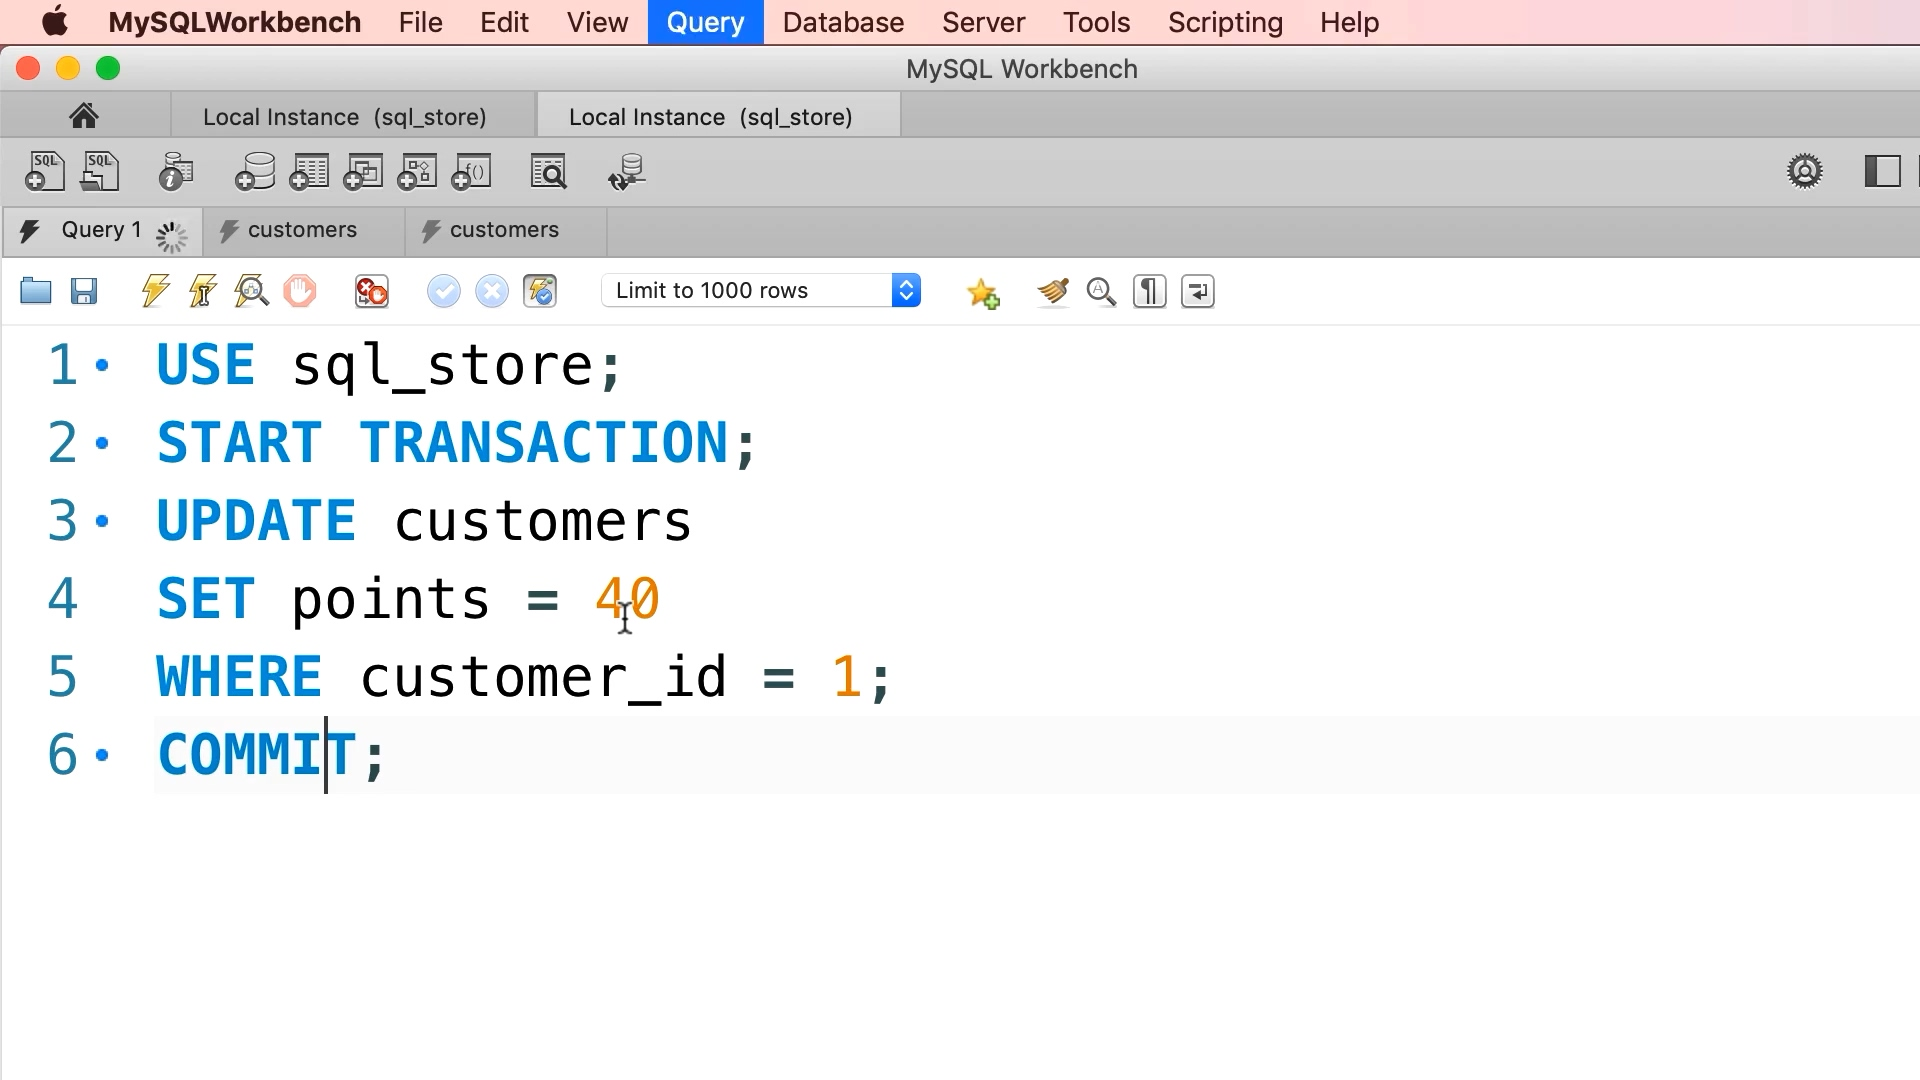 MySQLWorkbench File Edit View Query Database Server Tools Scripting Help
MySQL Workbench
Local Instance (sql_store) Local Instance (sql_store)
SQL SQL
Query 1 customers customers
Limit to 1000 rows
1 USE sql_store;
2 START TRANSACTION;
3 UPDATE customers
4 SET points = 40
5 WHERE customer_id = 1;
6 COMMIT;